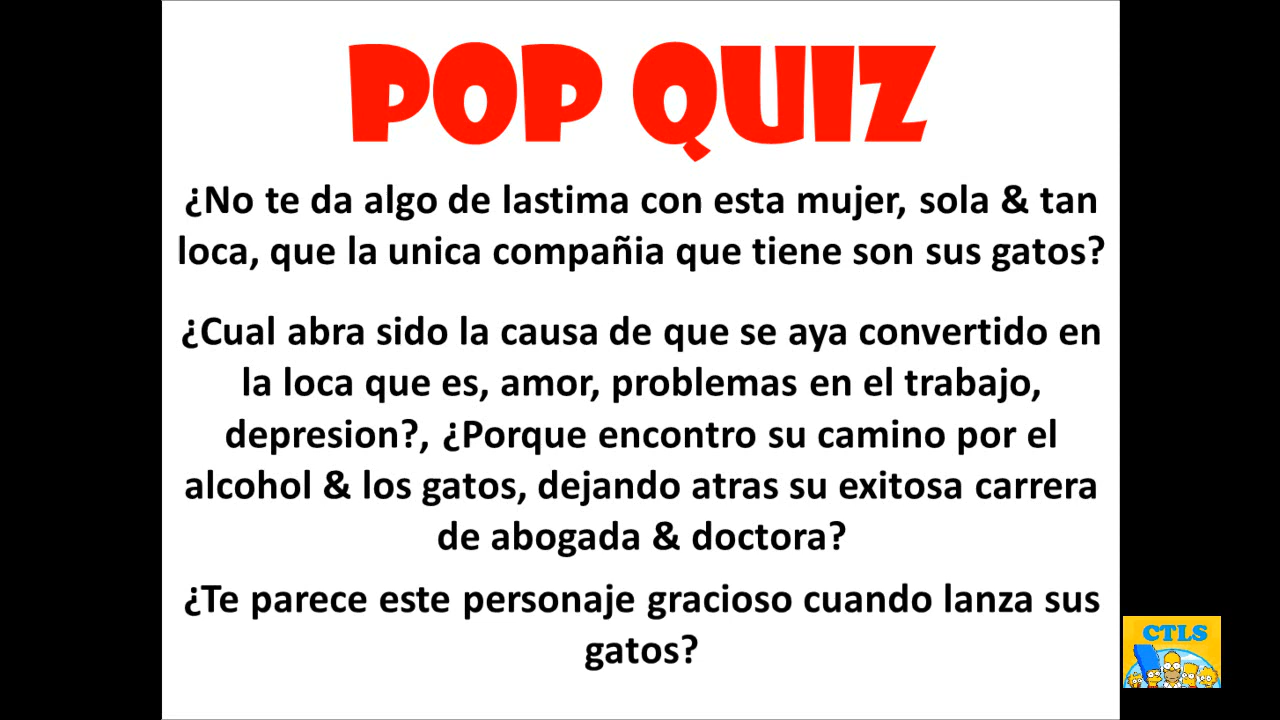 POP QUIZ
¿No te da algo de lastima con esta mujer, sola & tan
loca, que la unica compañia que tiene son sus gatos?
¿Cual abra sido la causa de que se aya convertido en
la loca que es, amor, problemas en el trabajo,
depresion?, ¿Porque encontro su camino por el
alcohol & los gatos, dejando atras su exitosa carrera
de abogada & doctora?
¿Te parece este personaje gracioso cuando lanza sus
gatos?
CTLS